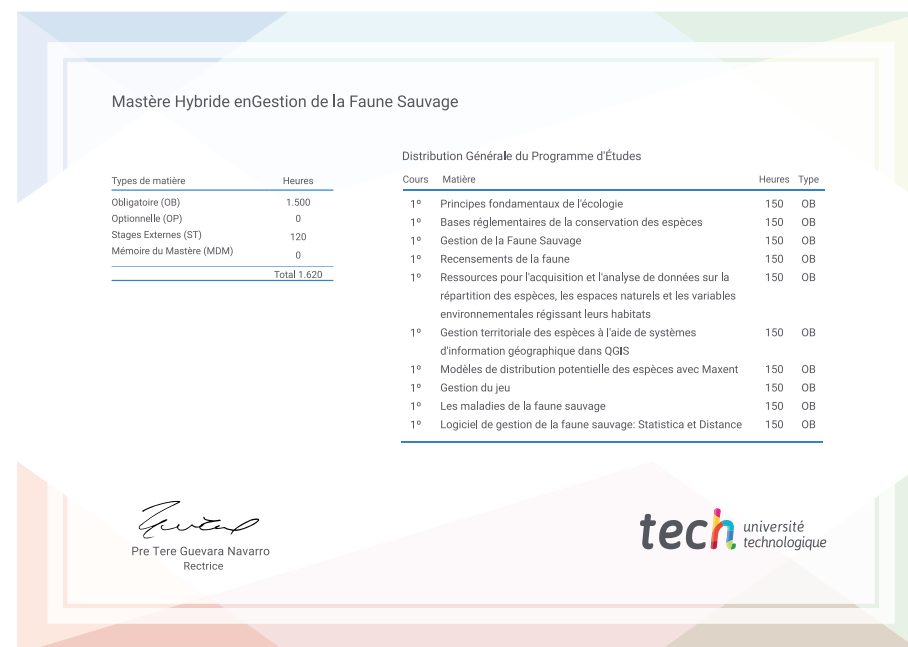 Mastère Hybride enGestion de la Faune Sauvage
Types de matière Heures
Obligatoire (OB) 1.500
Optionnelle (OP) 0
Stages Externes (ST) 120
Mémoire du Mastère (MDM) 0
Total 1.620
Distribution Générale du Programme d'Études
Cours Matière Heures Type
1º Principes fondamentaux de l'écologie 150 OB
1º Bases réglementaires de la conservation des espèces 150 OB
1º Gestion de la Faune Sauvage 150 OB
1º Recensements de la faune 150 OB
1º Ressources pour l'acquisition et l'analyse de données sur la 150 OB
répartition des espèces, les espaces naturels et les variables
environnementales régissant leurs habitats
1º Gestion territoriale des espèces à l'aide de systèmes 150 OB
d'information géographique dans QGIS
1º Modèles de distribution potentielle des espèces avec Maxent 150 OB
1º Gestion du jeu 150 OB
1º Les maladies de la faune sauvage 150 OB
1º Logiciel de gestion de la faune sauvage: Statistica et Distance 150 OB
Pre Tere Guevara Navarro
Rectrice
tech université
technologique